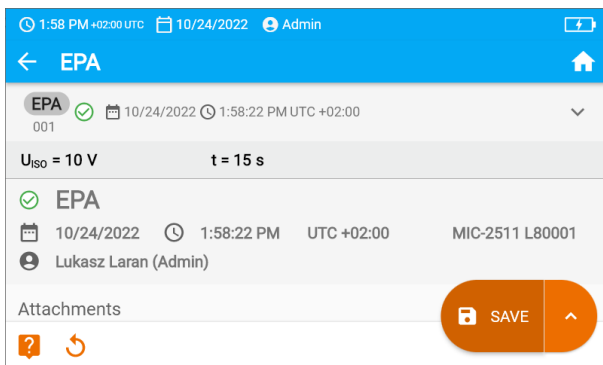 1:58 PM +02:00 UTC 10/24/2022 Admin
EPA
EPA 10/24/2022 1:58:22 PM UTC +02:00
001
UISO = 10 V t = 15 s
EPA
10/24/2022 1:58:22 PM UTC +02:00 MIC-2511 L80001
Lukasz Laran (Admin)
Attachments
SAVE
?